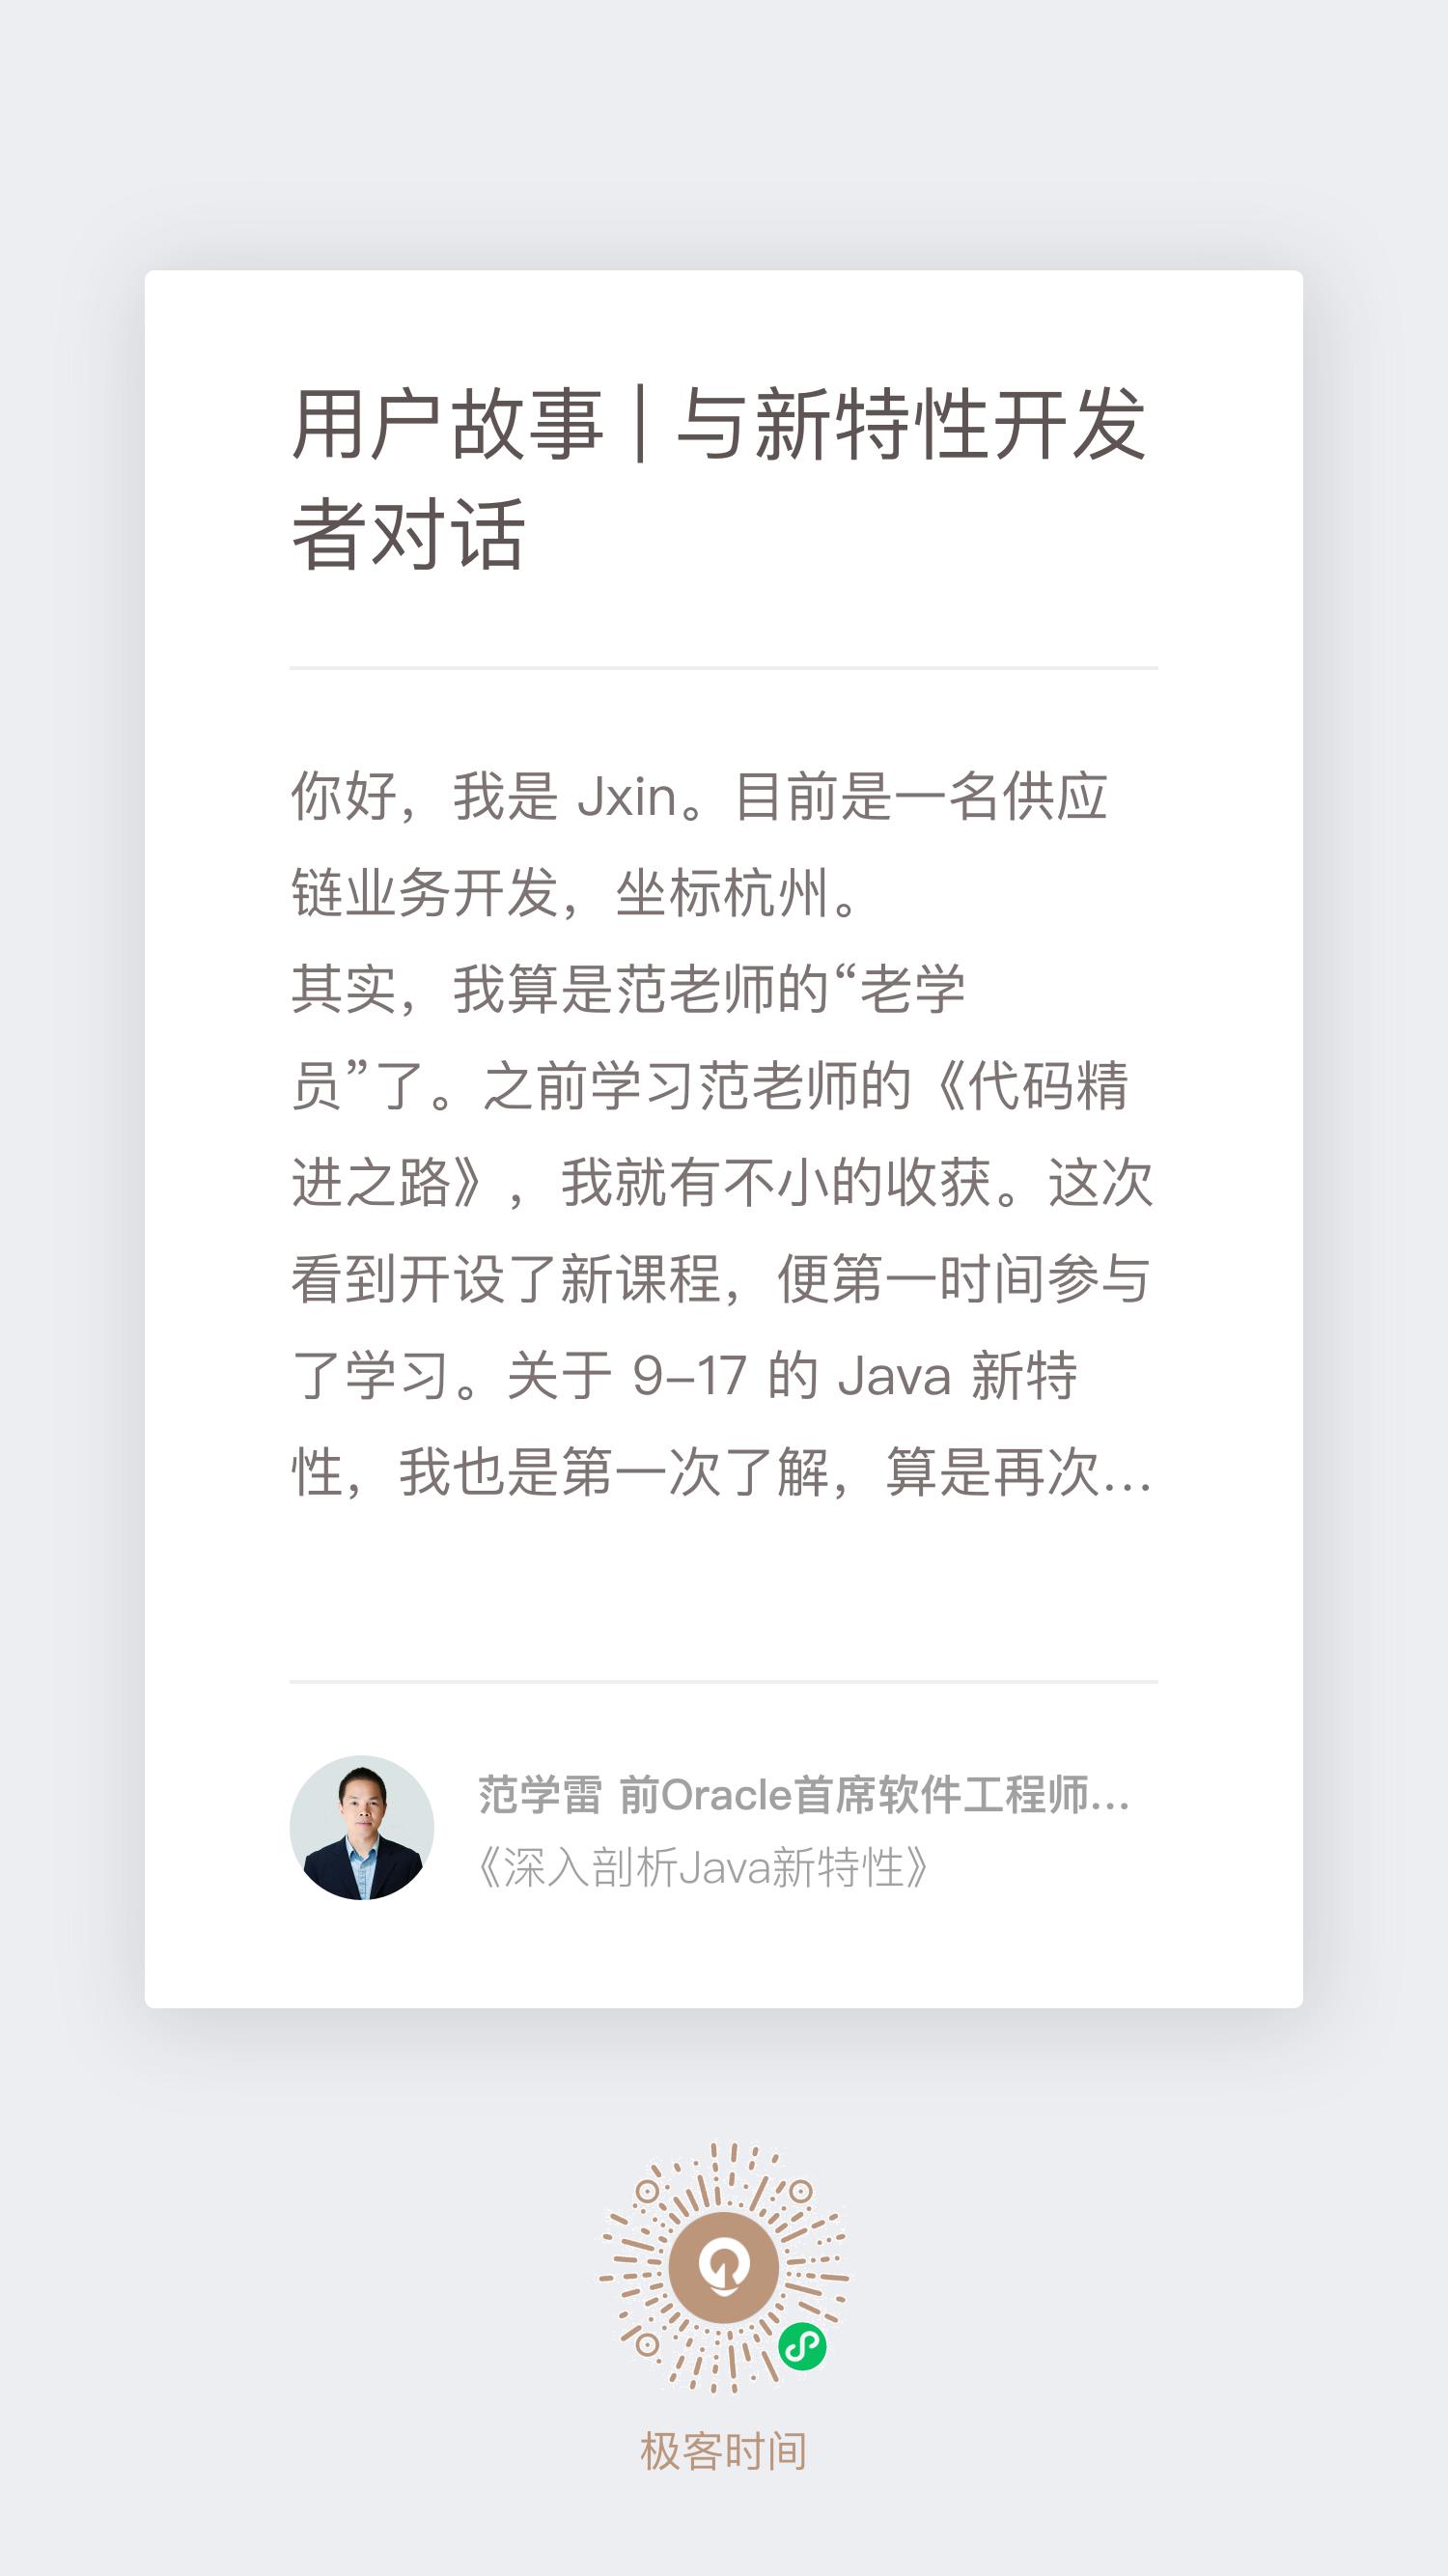 用户故事 | 与新特性开发
者对话
你好，我是 Jxin。目前是一名供应
链业务开发，坐标杭州。
其实，我算是范老师的“老学
员”了。之前学习范老师的《代码精
进之路》，我就有不小的收获。这次
看到开设了新课程，便第一时间参与
了学习。关于 9–17 的 Java 新特
性，我也是第一次了解，算是再次...
范学雷 前Oracle首席软件工程师...
《深入剖析Java新特性》
极客时间